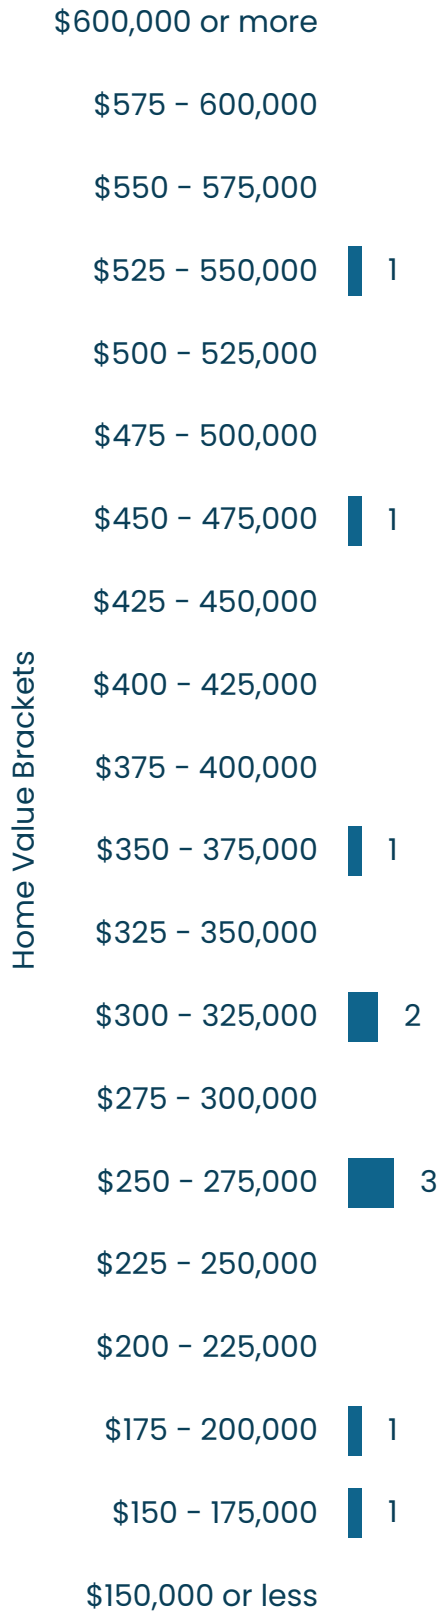 $600,000 or more
$575 - 600,000
$550 - 575,000
$525 - 550,000 1
$500 - 525,000
$475 - 500,000
$450 - 475,000 1
$425 - 450,000
$400 - 425,000
$375 - 400,000
$350 - 375,000 1
$325 - 350,000
$300 - 325,000 2
$275 - 300,000
$250 - 275,000 3
$225 - 250,000
$200 - 225,000
$175 - 200,000 1
$150 - 175,000 1
$150,000 or less
Home Value Brackets